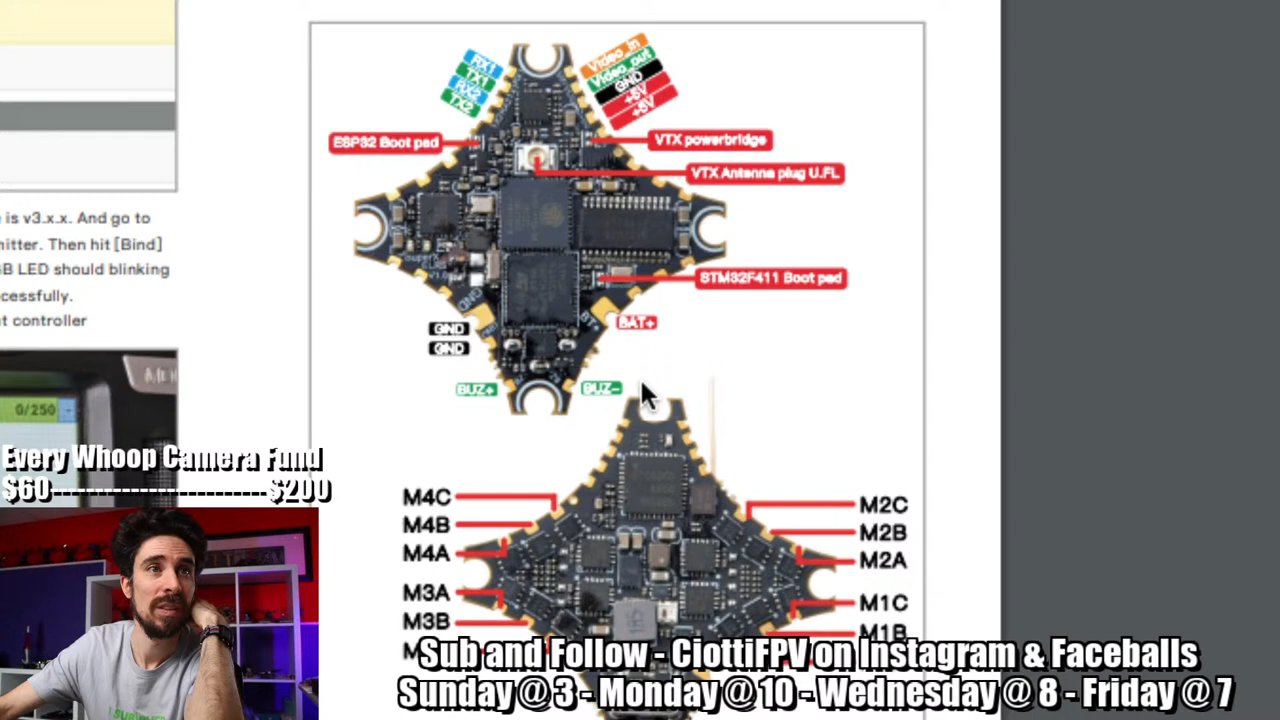 RX1
TX1
RX2
TX2
Video_in
Video_out
GND
+5V
+5V
ESP32 Boot pad
VTX powerbridge
VTX Antenna plug U.FL
STM32F411 Boot pad
GND
GND
BAT+
BUZ+
BUZ-
e is v3.x.x. And go to
mitter. Then hit [Bind]
GB LED should blinking
ccessfully.
ht controller
0/250
Every Whoop Camera Fund
$60-------------------------$200
M4C
M4B
M4A
M3A
M3B
M2C
M2B
M2A
M1C
M1B
Sub and Follow - CiottiFPV on Instagram & Faceballs
Sunday @ 3 - Monday @ 10 - Wednesday @ 8 - Friday @ 7